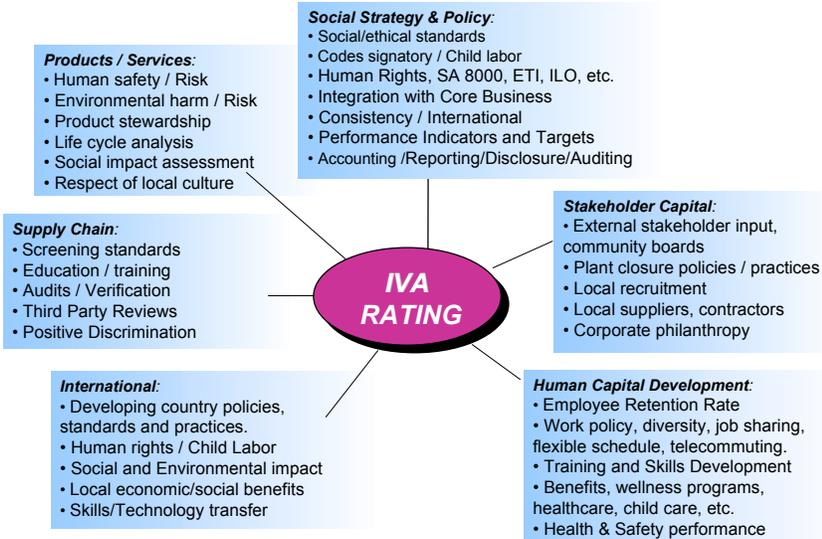 Social Strategy & Policy:
• Social/ethical standards
• Codes signatory / Child labor
• Human Rights, SA 8000, ETI, ILO, etc.
• Integration with Core Business
• Consistency / International
• Performance Indicators and Targets
• Accounting /Reporting/Disclosure/Auditing
Products / Services:
• Human safety / Risk
• Environmental harm / Risk
• Product stewardship
• Life cycle analysis
• Social impact assessment
• Respect of local culture
Stakeholder Capital:
• External stakeholder input,
community boards
• Plant closure policies / practices
• Local recruitment
• Local suppliers, contractors
• Corporate philanthropy
Supply Chain:
• Screening standards
• Education / training
• Audits / Verification
• Third Party Reviews
• Positive Discrimination
IVA
RATING
International:
• Developing country policies,
standards and practices.
• Human rights / Child Labor
• Social and Environmental impact
• Local economic/social benefits
• Skills/Technology transfer
Human Capital Development:
• Employee Retention Rate
• Work policy, diversity, job sharing,
flexible schedule, telecommuting.
• Training and Skills Development
• Benefits, wellness programs,
healthcare, child care, etc.
• Health & Safety performance